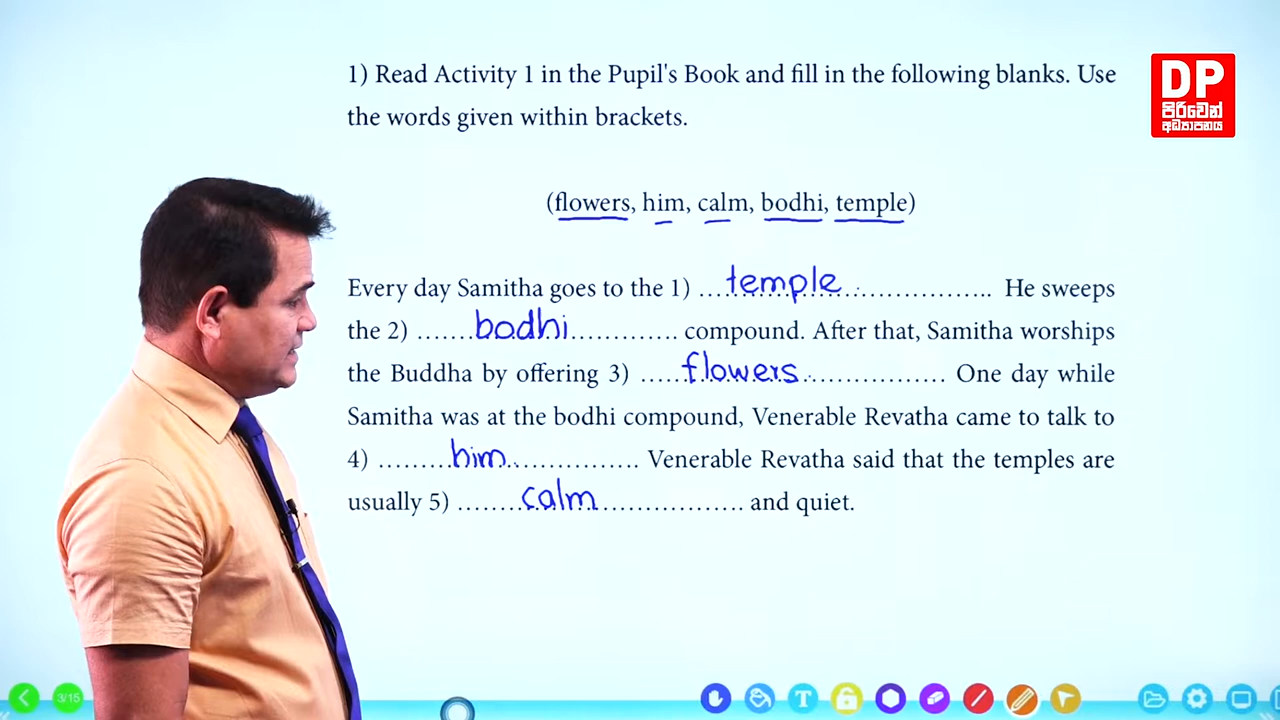 1) Read Activity 1 in the Pupil's Book and fill in the following blanks. Use
the words given within brackets.
DP
පිරිවෙන්
අධ්‍යාපනය
(flowers, him, calm, bodhi, temple)
Every day Samitha goes to the 1) ....temple.................. He sweeps
the 2) .......bodhi............. compound. After that, Samitha worships
the Buddha by offering 3) .....flowers.................. One day while
Samitha was at the bodhi compound, Venerable Revatha came to talk to
4) .........him.................. Venerable Revatha said that the temples are
usually 5) ........calm...................... and quiet.
3/15
T